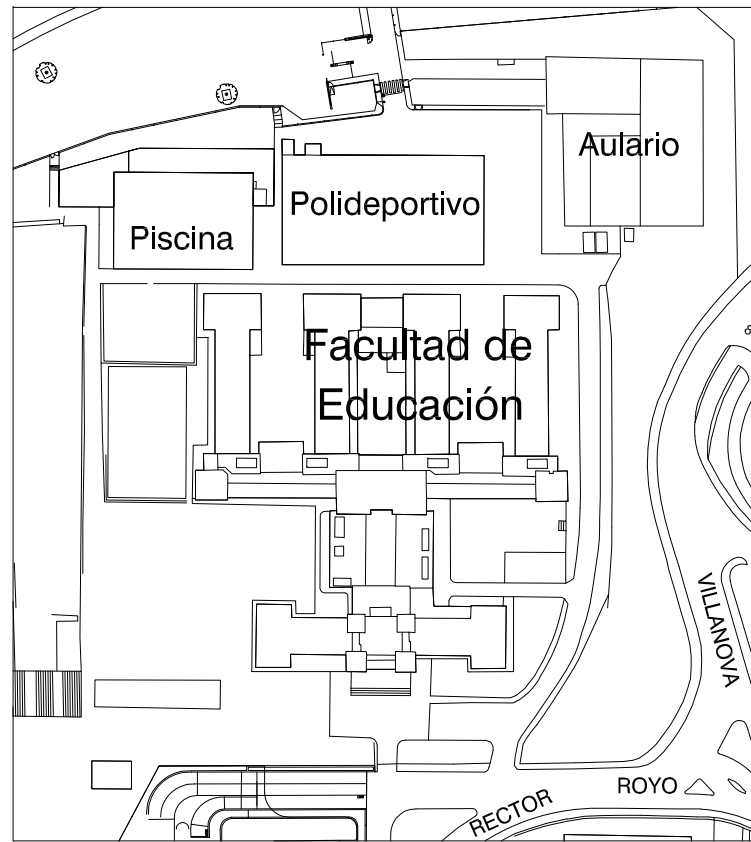 Aulario
Polideportivo
Piscina
Facultad de
Educación
VILLANOVA
ROYO
RECTOR